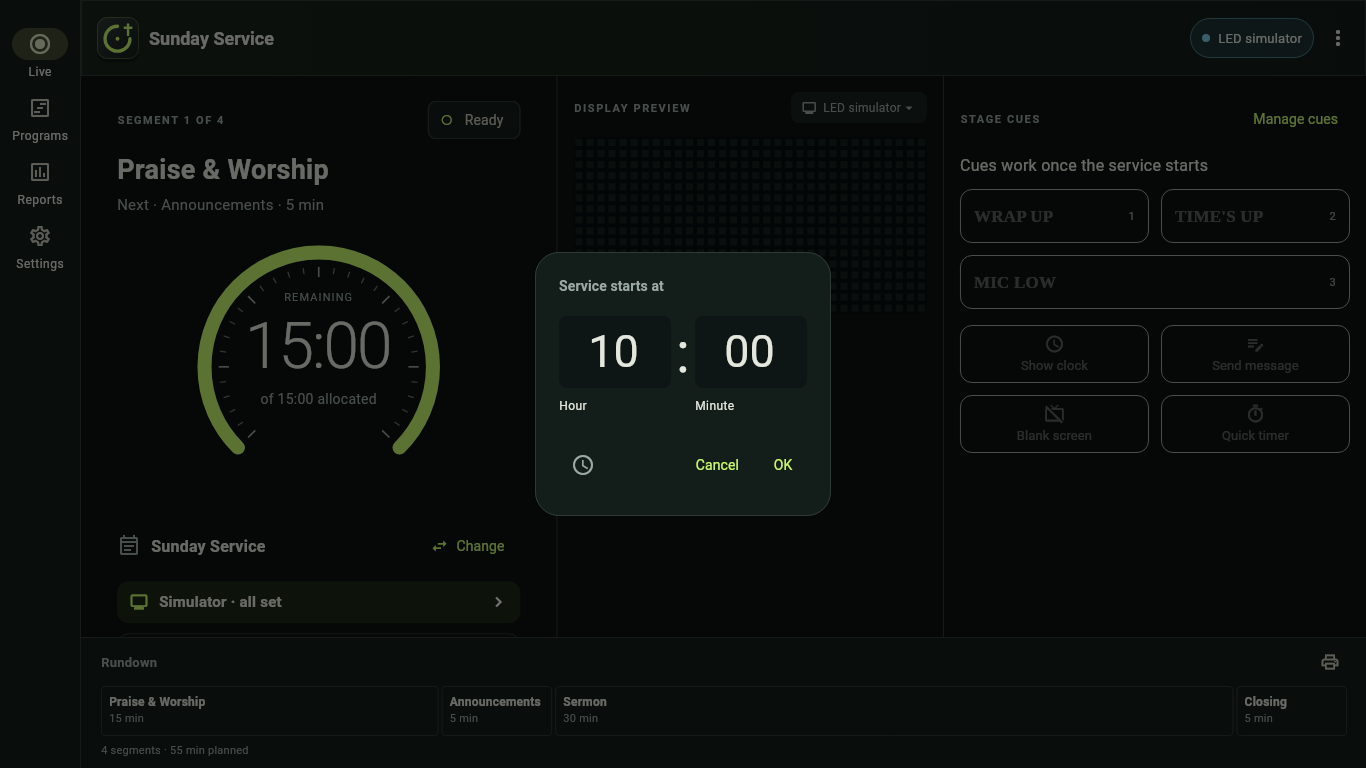 Sunday Service
LED simulator
Live
Programs
Reports
Settings
SEGMENT 1 OF 4
Ready
Praise & Worship
Next · Announcements · 5 min
REMAINING
15:00
of 15:00 allocated
Sunday Service
Change
Simulator · all set
DISPLAY PREVIEW
LED simulator
STAGE CUES
Manage cues
Cues work once the service starts
WRAP UP 1
TIME'S UP 2
MIC LOW 3
Show clock
Send message
Blank screen
Quick timer
Service starts at
10 : 00
Hour
Minute
Cancel
OK
Rundown
Praise & Worship
15 min
Announcements
5 min
Sermon
30 min
Closing
5 min
4 segments · 55 min planned